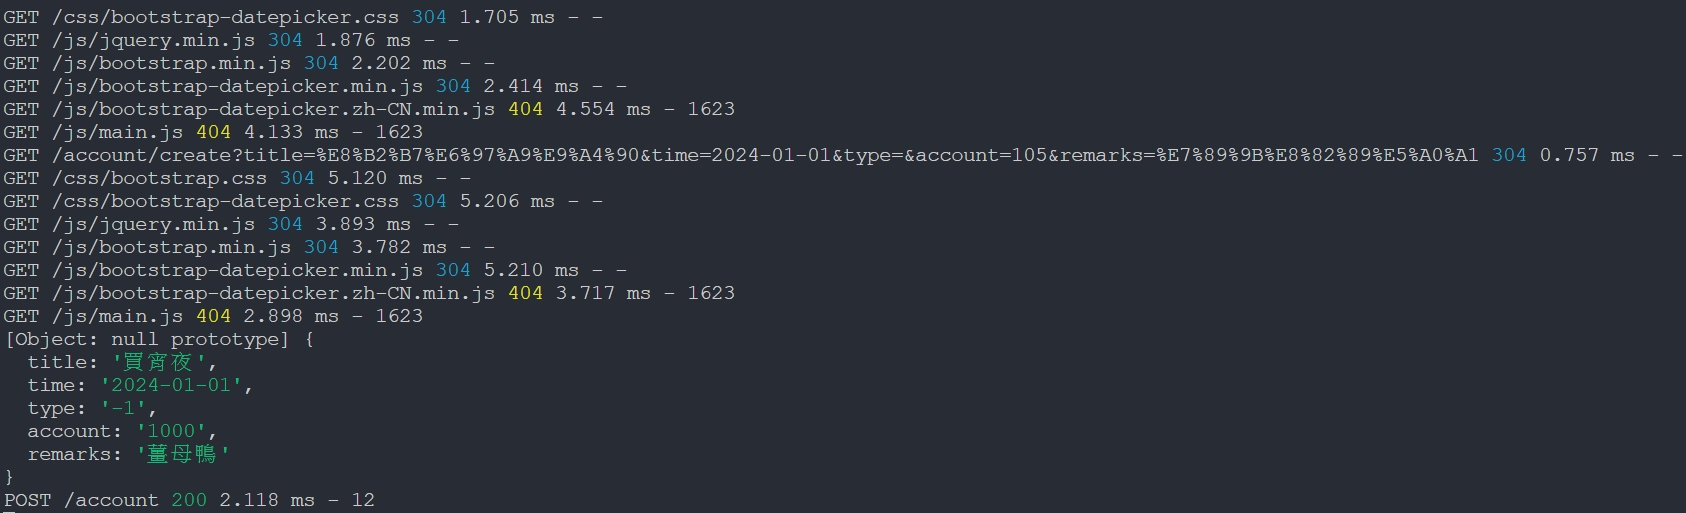 GET /css/bootstrap-datepicker.css 304 1.705 ms - -
GET /js/jquery.min.js 304 1.876 ms - -
GET /js/bootstrap.min.js 304 2.202 ms - -
GET /js/bootstrap-datepicker.min.js 304 2.414 ms - -
GET /js/bootstrap-datepicker.zh-CN.min.js 404 4.554 ms - 1623
GET /js/main.js 404 4.133 ms - 1623
GET /account/create?title=%E8%B2%B7%E6%97%A9%E9%A4%90&time=2024-01-01&type=&account=105&remarks=%E7%89%9B%E8%82%89%E5%A0%A1 304 0.757 ms - -
GET /css/bootstrap.css 304 5.120 ms - -
GET /css/bootstrap-datepicker.css 304 5.206 ms - -
GET /js/jquery.min.js 304 3.893 ms - -
GET /js/bootstrap.min.js 304 3.782 ms - -
GET /js/bootstrap-datepicker.min.js 304 5.210 ms - -
GET /js/bootstrap-datepicker.zh-CN.min.js 404 3.717 ms - 1623
GET /js/main.js 404 2.898 ms - 1623
[Object: null prototype] {
  title: '買宵夜',
  time: '2024-01-01',
  type: '-1',
  account: '1000',
  remarks: '薑母鴨'
}
POST /account 200 2.118 ms - 12